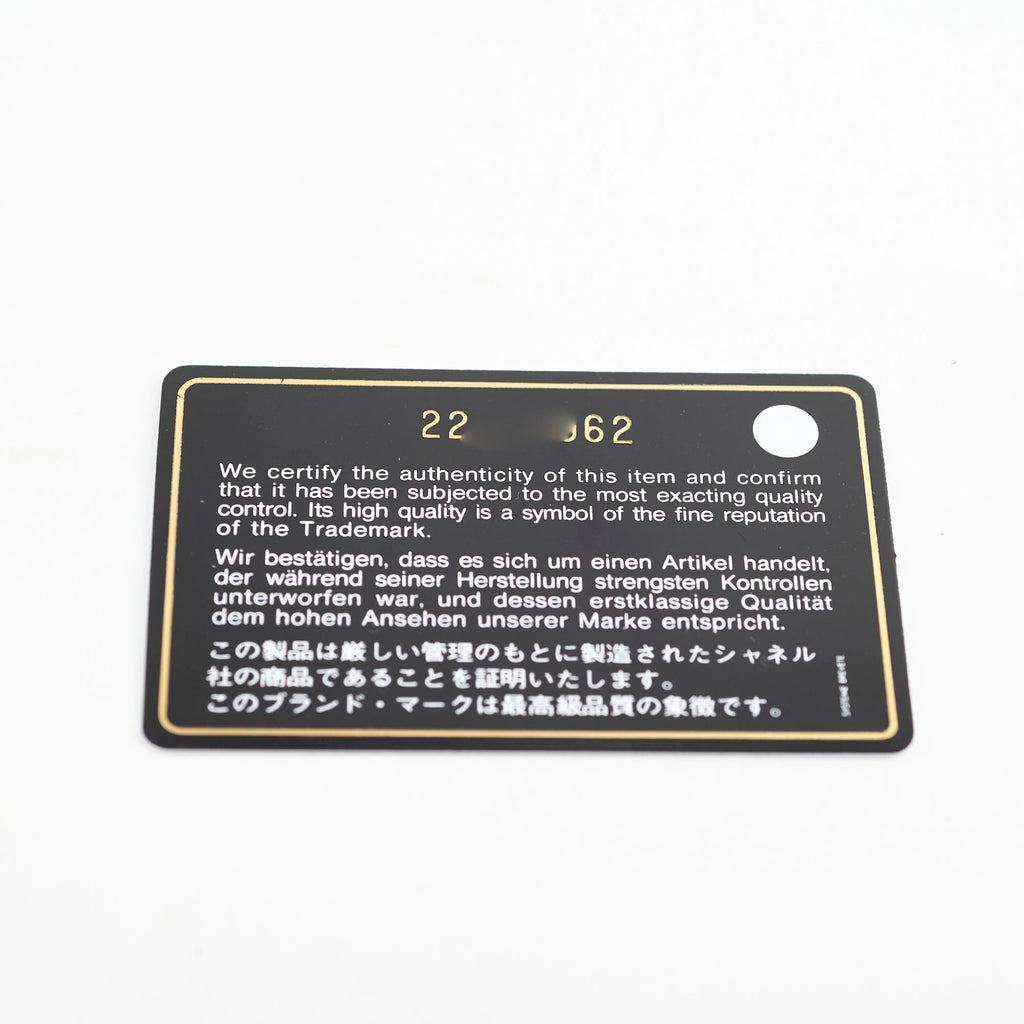 22 062
We certify the authenticity of this item and confirm
that it has been subjected to the most exacting quality
control. Its high quality is a symbol of the fine reputation
of the Trademark.
Wir bestätigen, dass es sich um einen Artikel handelt,
der während seiner Herstellung strengsten Kontrollen
unterworfen war, und dessen erstklassige Qualität
dem hohen Ansehen unserer Marke entspricht.
この製品は厳しい管理のもとに製造されたシャネル
社の商品であることを証明いたします。
このブランド・マークは最高級品質の象徴です。
SYSTEME BREVETE